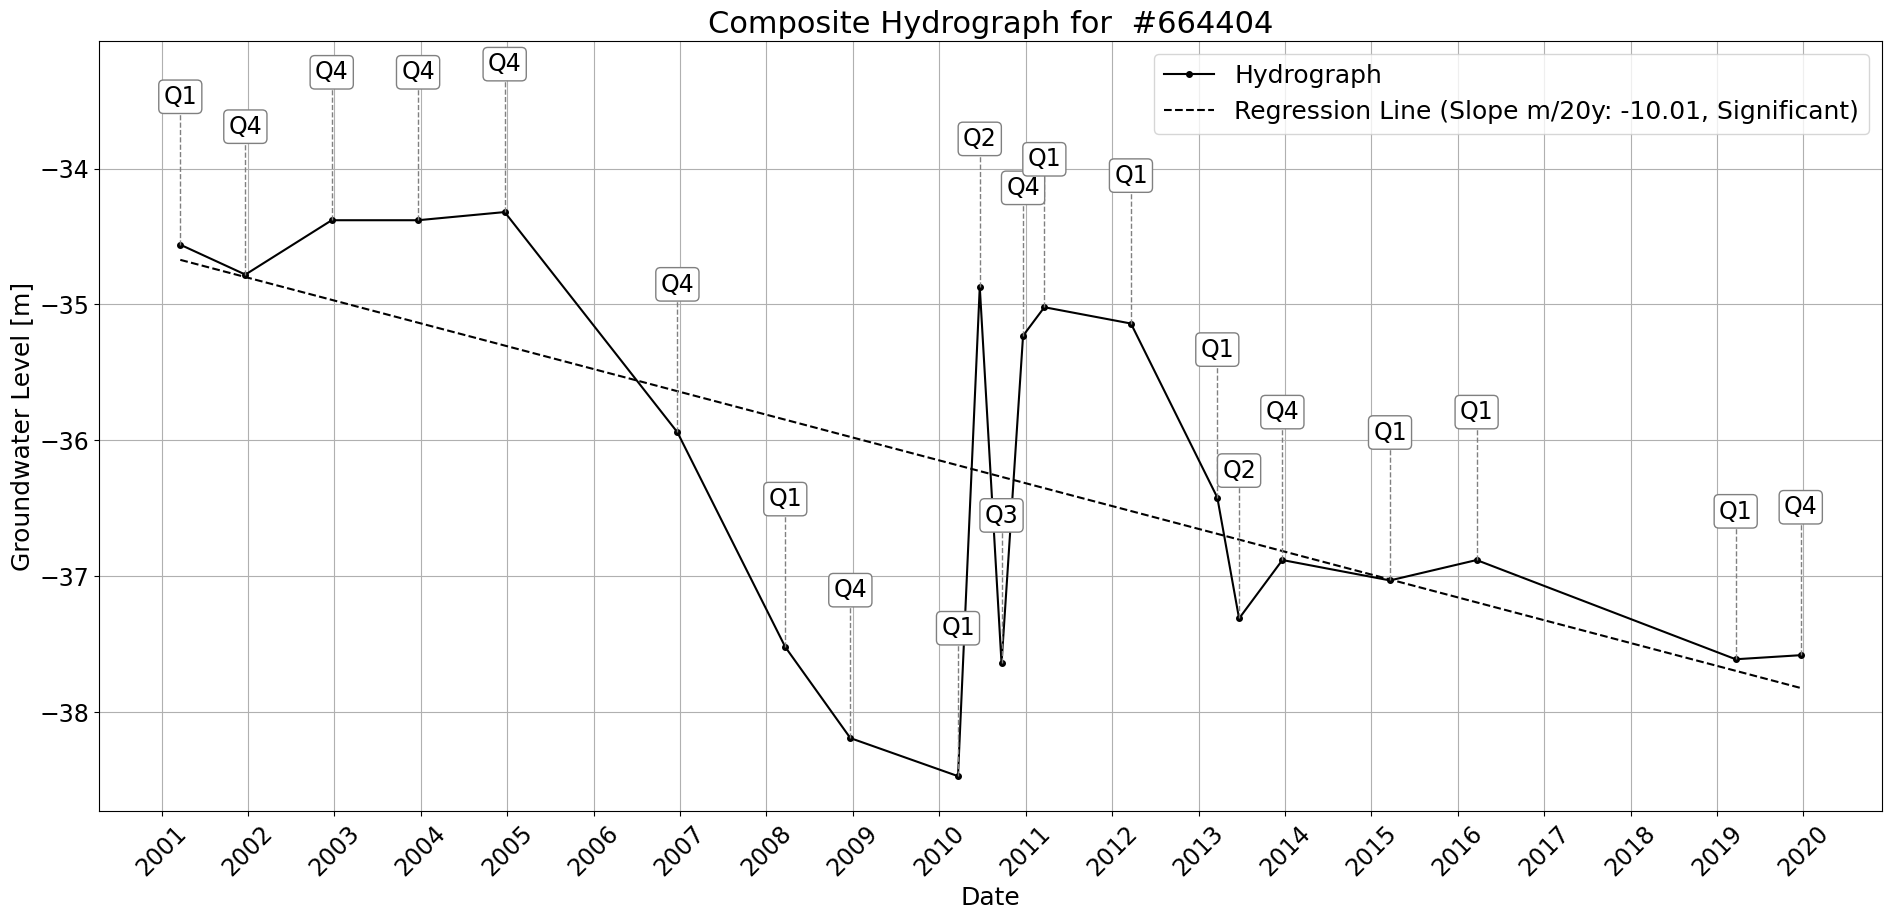 Composite Hydrograph for  #664404
Hydrograph
Regression Line (Slope m/20y: -10.01, Significant)
Groundwater Level [m]
−34
−35
−36
−37
−38
Q1
Q4
Q4
Q4
Q4
Q4
Q1
Q4
Q1
Q2
Q3
Q4
Q1
Q1
Q1
Q2
Q4
Q1
Q1
Q1
Q4
2001
2002
2003
2004
2005
2006
2007
2008
2009
2010
2011
2012
2013
2014
2015
2016
2017
2018
2019
2020
Date